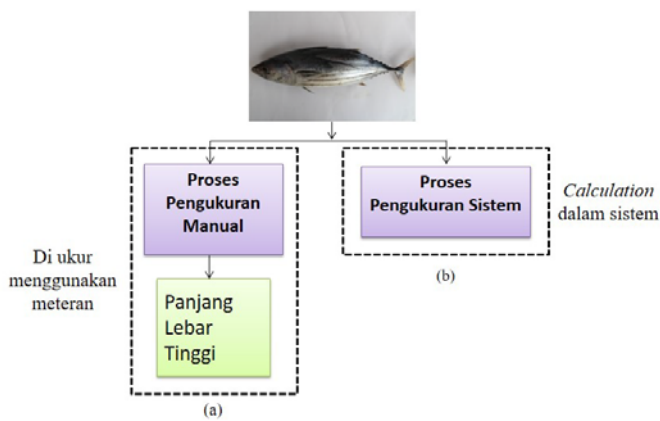 Proses
Pengukuran
Manual
Di ukur
menggunakan
meteran
Panjang
Lebar
Tinggi
(a)
Proses
Pengukuran Sistem
Calculation
dalam sistem
(b)